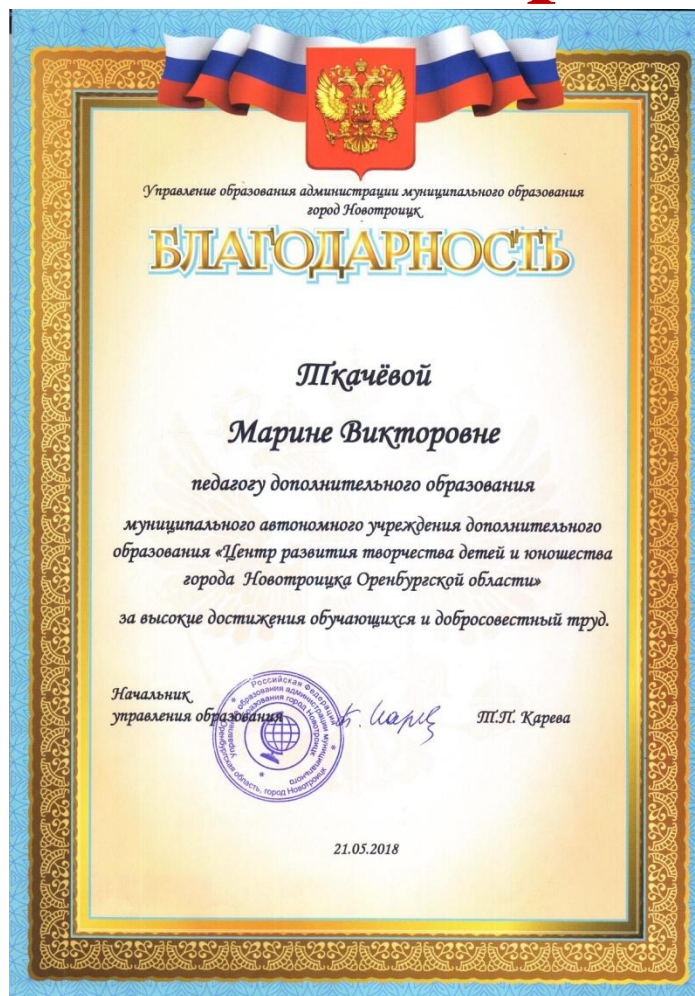 Управление образования администрации муниципального образования
город Новотроицк
БЛАГОДАРНОСТЬ
Ткачёвой
Марине Викторовне
педагогу дополнительного образования
муниципального автономного учреждения дополнительного
образования «Центр развития творчества детей и юношества
города Новотроицка Оренбургской области»
за высокие достижения обучающихся и добросовестный труд.
Начальник
управления образования
Т.П. Карева
Российская Федерация
21.05.2018